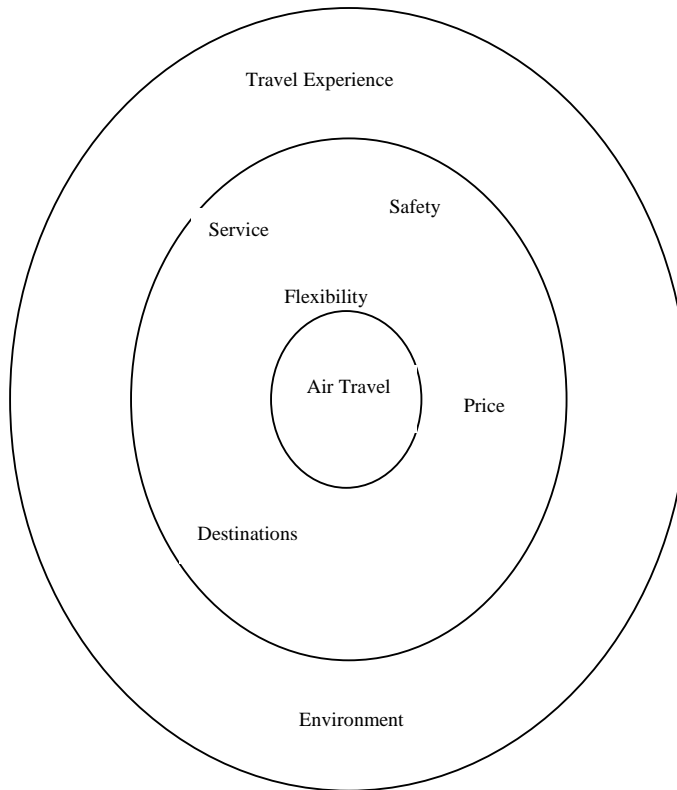 Travel Experience
Safety
Service
Flexibility
Air Travel
Price
Destinations
Environment